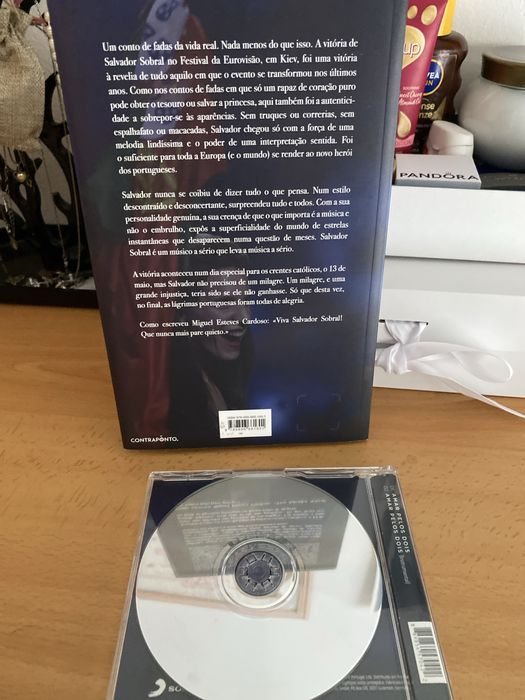 Um conto de fadas da vida real. Nada menos do que isso. A vitória de
Salvador Sobral no Festival da Eurovisão, em Kiev, foi uma vitória
à revelia de tudo aquilo em que o evento se transformou nos últimos
anos. Como nos contos de fadas em que só um rapaz de coração puro
pode obter o tesouro ou salvar a princesa, aqui também foi a autentici-
dade a sobrepor-se às aparências. Sem truques ou correrias, sem
espalhafato ou macacadas, Salvador chegou só com a força de uma
melodia lindíssima e o poder de uma interpretação sentida. Foi
o suficiente para toda a Europa (e o mundo) se render ao novo herói
dos portugueses.
Salvador nunca se coibiu de dizer tudo o que pensa. Num estilo
descontraído e desconcertante, surpreendeu tudo e todos. Com a sua
personalidade genuína, a sua crença de que o que importa é a música e
não o embrulho, expôs a superficialidade do mundo de estrelas
instantâneas que desaparecem numa questão de meses. Salvador
Sobral é um músico a sério que leva a música a sério.
A vitória aconteceu num dia especial para os crentes católicos, o 13 de
maio, mas Salvador não precisou de um milagre. Um milagre, e uma
grande injustiça, teria sido se ele não ganhasse. Só que desta vez,
no final, as lágrimas portuguesas foram todas de alegria.
Como escreveu Miguel Esteves Cardoso: «Viva Salvador Sobral!
Que nunca mais pare quieto.»
CONTRAPONTO.
up
NIVEA
SUN
PANDÖRA
01 AMAR PELOS DOIS
02 AMAR PELOS DOIS (Instrumental)